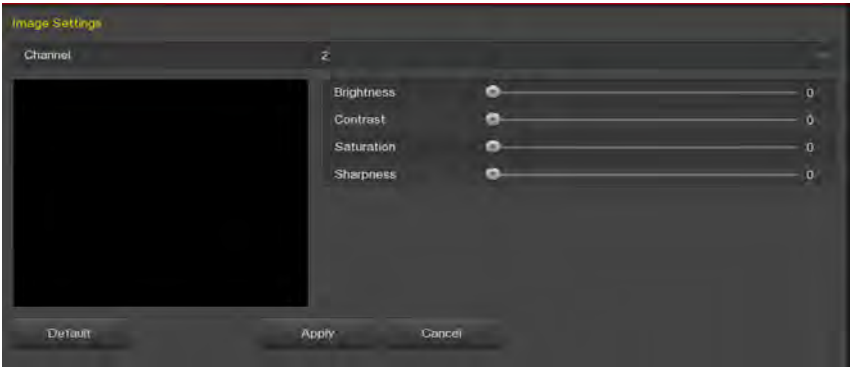 Image Settings
Channel 2
Brightness 0
Contrast 0
Saturation 0
Sharpness 0
Default Apply Cancel